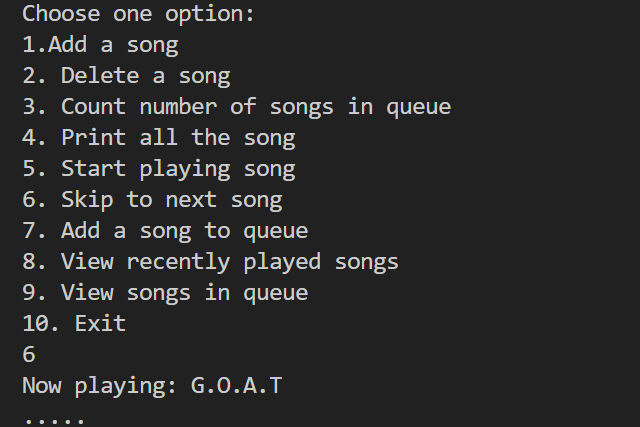 Choose one option:
1.Add a song
2. Delete a song
3. Count number of songs in queue
4. Print all the song
5. Start playing song
6. Skip to next song
7. Add a song to queue
8. View recently played songs
9. View songs in queue
10. Exit
6
Now playing: G.O.A.T
.....